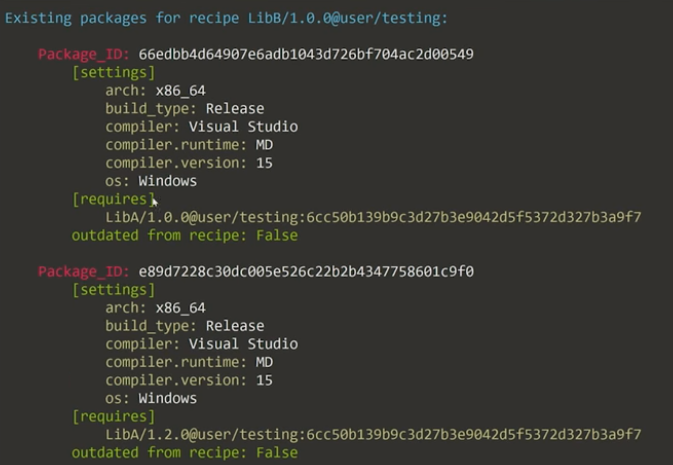 Existing packages for recipe LibB/1.0.0@user/testing:
Package_ID: 66edbb4d64907e6adb1043d726bf704ac2d00549
[settings]
arch: x86_64
build_type: Release
compiler: Visual Studio
compiler.runtime: MD
compiler.version: 15
os: Windows
[requires]
LibA/1.0.0@user/testing:6cc50b139b9c3d27b3e9042d5f5372d327b3a9f7
outdated from recipe: False
Package_ID: e89d7228c30dc005e526c22b2b4347758601c9f0
[settings]
arch: x86_64
build_type: Release
compiler: Visual Studio
compiler.runtime: MD
compiler.version: 15
os: Windows
[requires]
LibA/1.2.0@user/testing:6cc50b139b9c3d27b3e9042d5f5372d327b3a9f7
outdated from recipe: False